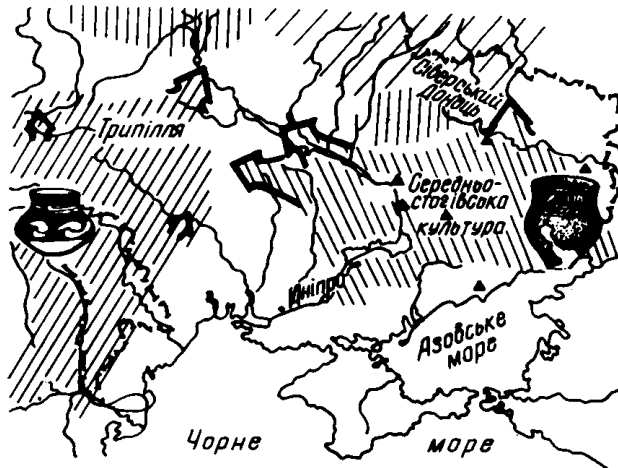 Сіверський
Донець
Трипілля
Середньо-
стогівська
культура
Дніпро
Азовське
море
Чорне море